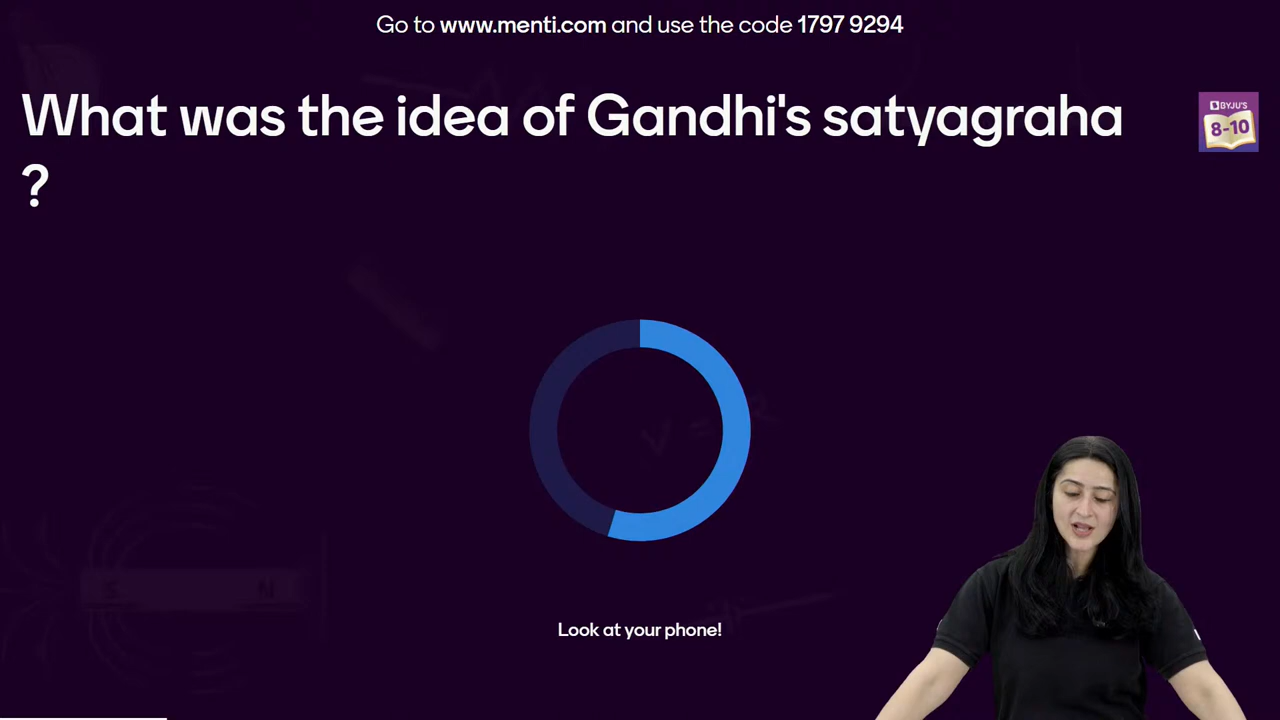 Go to www.menti.com and use the code 1797 9294
What was the idea of Gandhi's satyagraha
?
BYJU'S
8-10
V = R
S N
Look at your phone!